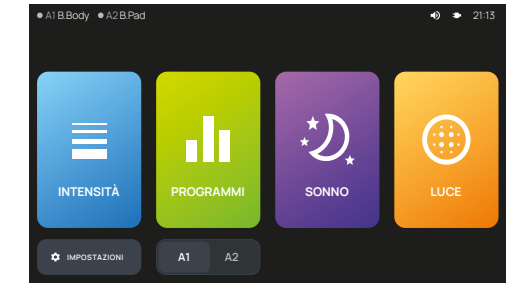 A1 B.Body A2 B.Pad 21:13
INTENSITÀ PROGRAMMI SONNO LUCE
IMPOSTAZIONI A1 A2